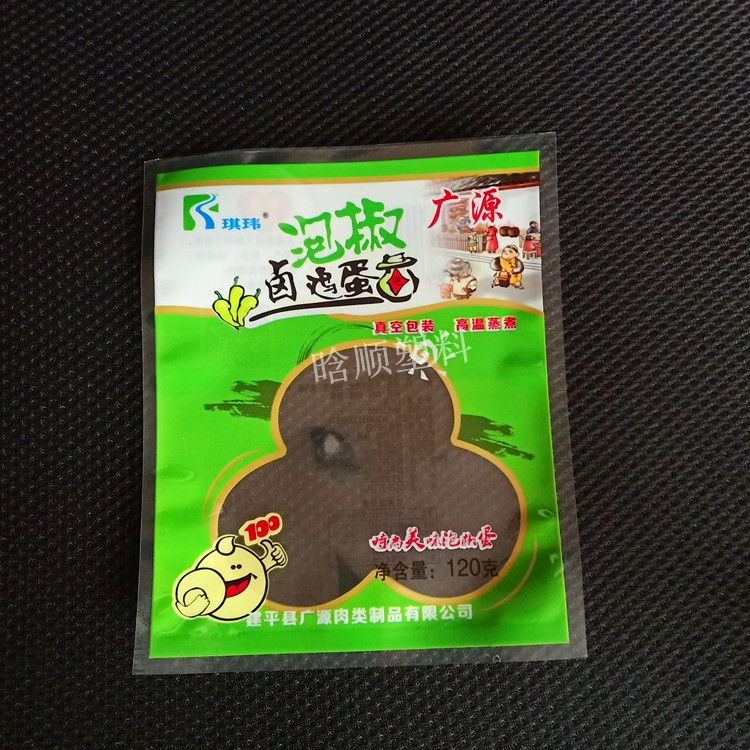 琪玮®
广源
泡椒
卤鸡蛋
真空包装 高温蒸煮
晗顺塑料
100
时尚美味泡椒蛋
净含量：120克
建平县广源肉类制品有限公司